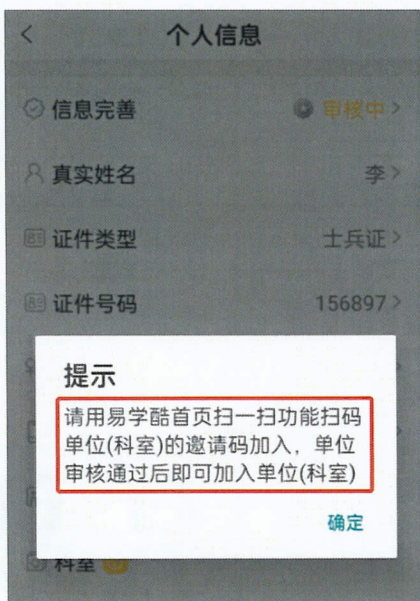 个人信息
信息完善 审核中
真实姓名 李
证件类型 士兵证
证件号码 156897
提示
请用易学酷首页扫一扫功能扫码
单位(科室)的邀请码加入，单位
审核通过后即可加入单位(科室)
确定
科室